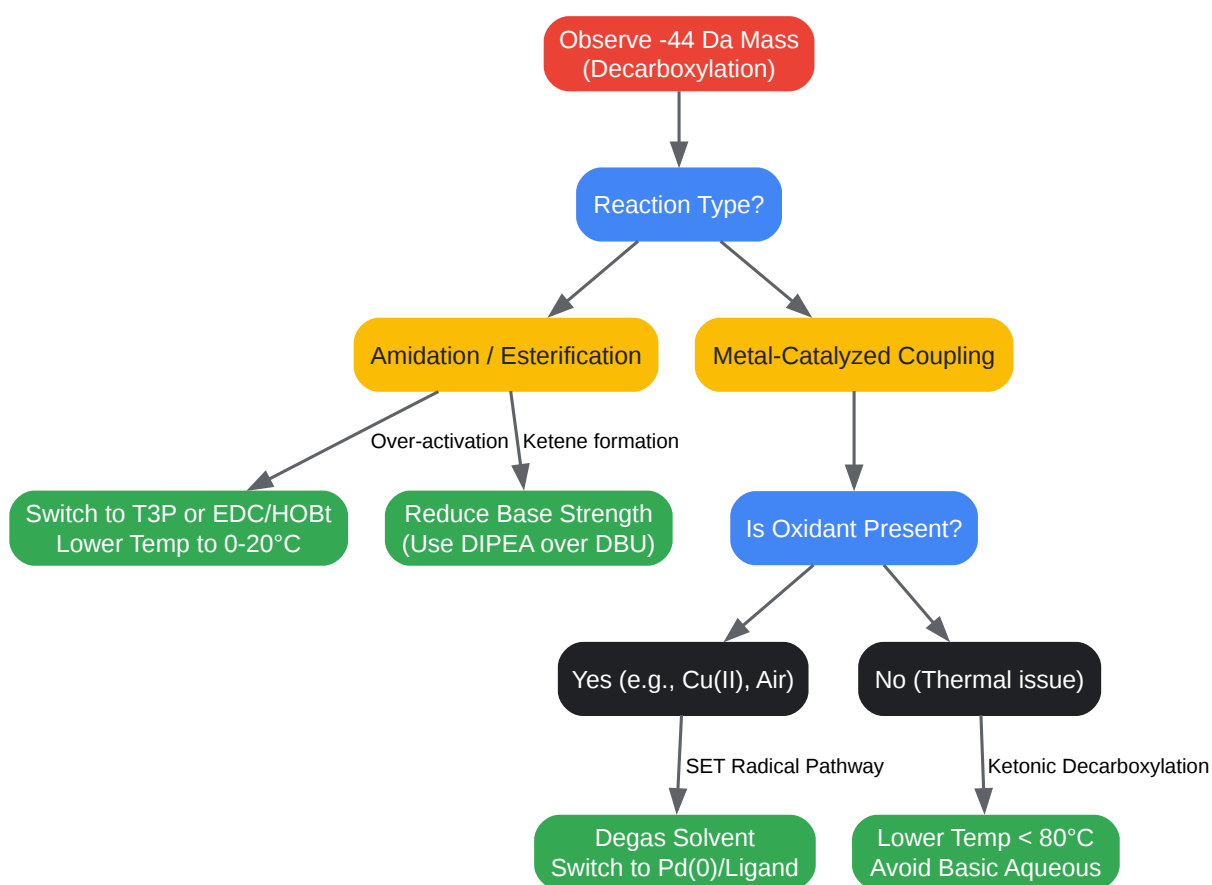 Observe -44 Da Mass
(Decarboxylation)
Reaction Type?
Amidation / Esterification
Metal-Catalyzed Coupling
Over-activation
Ketene formation
Switch to T3P or EDC/HOBt
Lower Temp to 0-20°C
Reduce Base Strength
(Use DIPEA over DBU)
Is Oxidant Present?
Yes (e.g., Cu(II), Air)
No (Thermal issue)
SET Radical Pathway
Ketonic Decarboxylation
Degas Solvent
Switch to Pd(0)/Ligand
Lower Temp < 80°C
Avoid Basic Aqueous